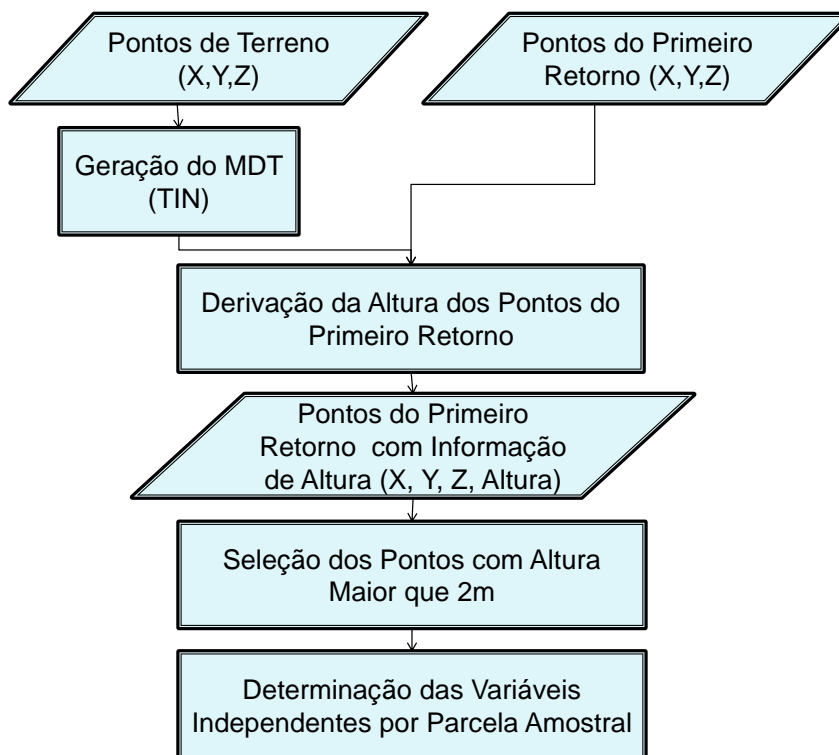 Pontos de Terreno
(X,Y,Z)
Pontos do Primeiro
Retorno (X,Y,Z)
Geração do MDT
(TIN)
Derivação da Altura dos Pontos do
Primeiro Retorno
Pontos do Primeiro
Retorno com Informação
de Altura (X, Y, Z, Altura)
Seleção dos Pontos com Altura
Maior que 2m
Determinação das Variáveis
Independentes por Parcela Amostral